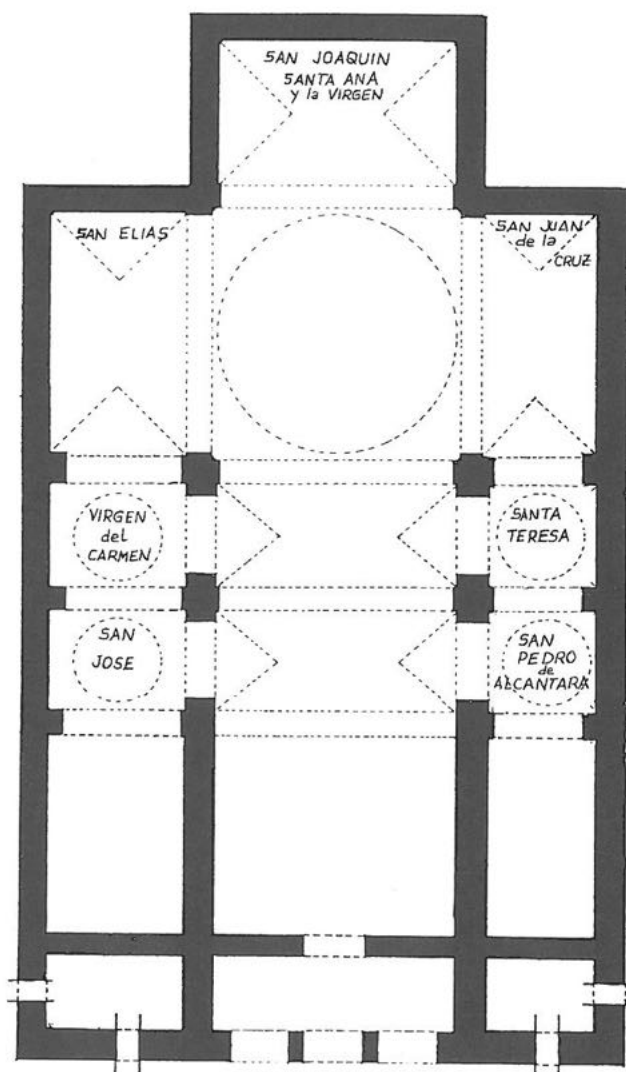 SAN JOAQUIN
SANTA ANA
y la VIRGEN
SAN ELIAS
SAN JUAN
de la
CRUZ
VIRGEN
del
CARMEN
SANTA
TERESA
SAN
JOSE
SAN
PEDRO
de
ALCANTARA